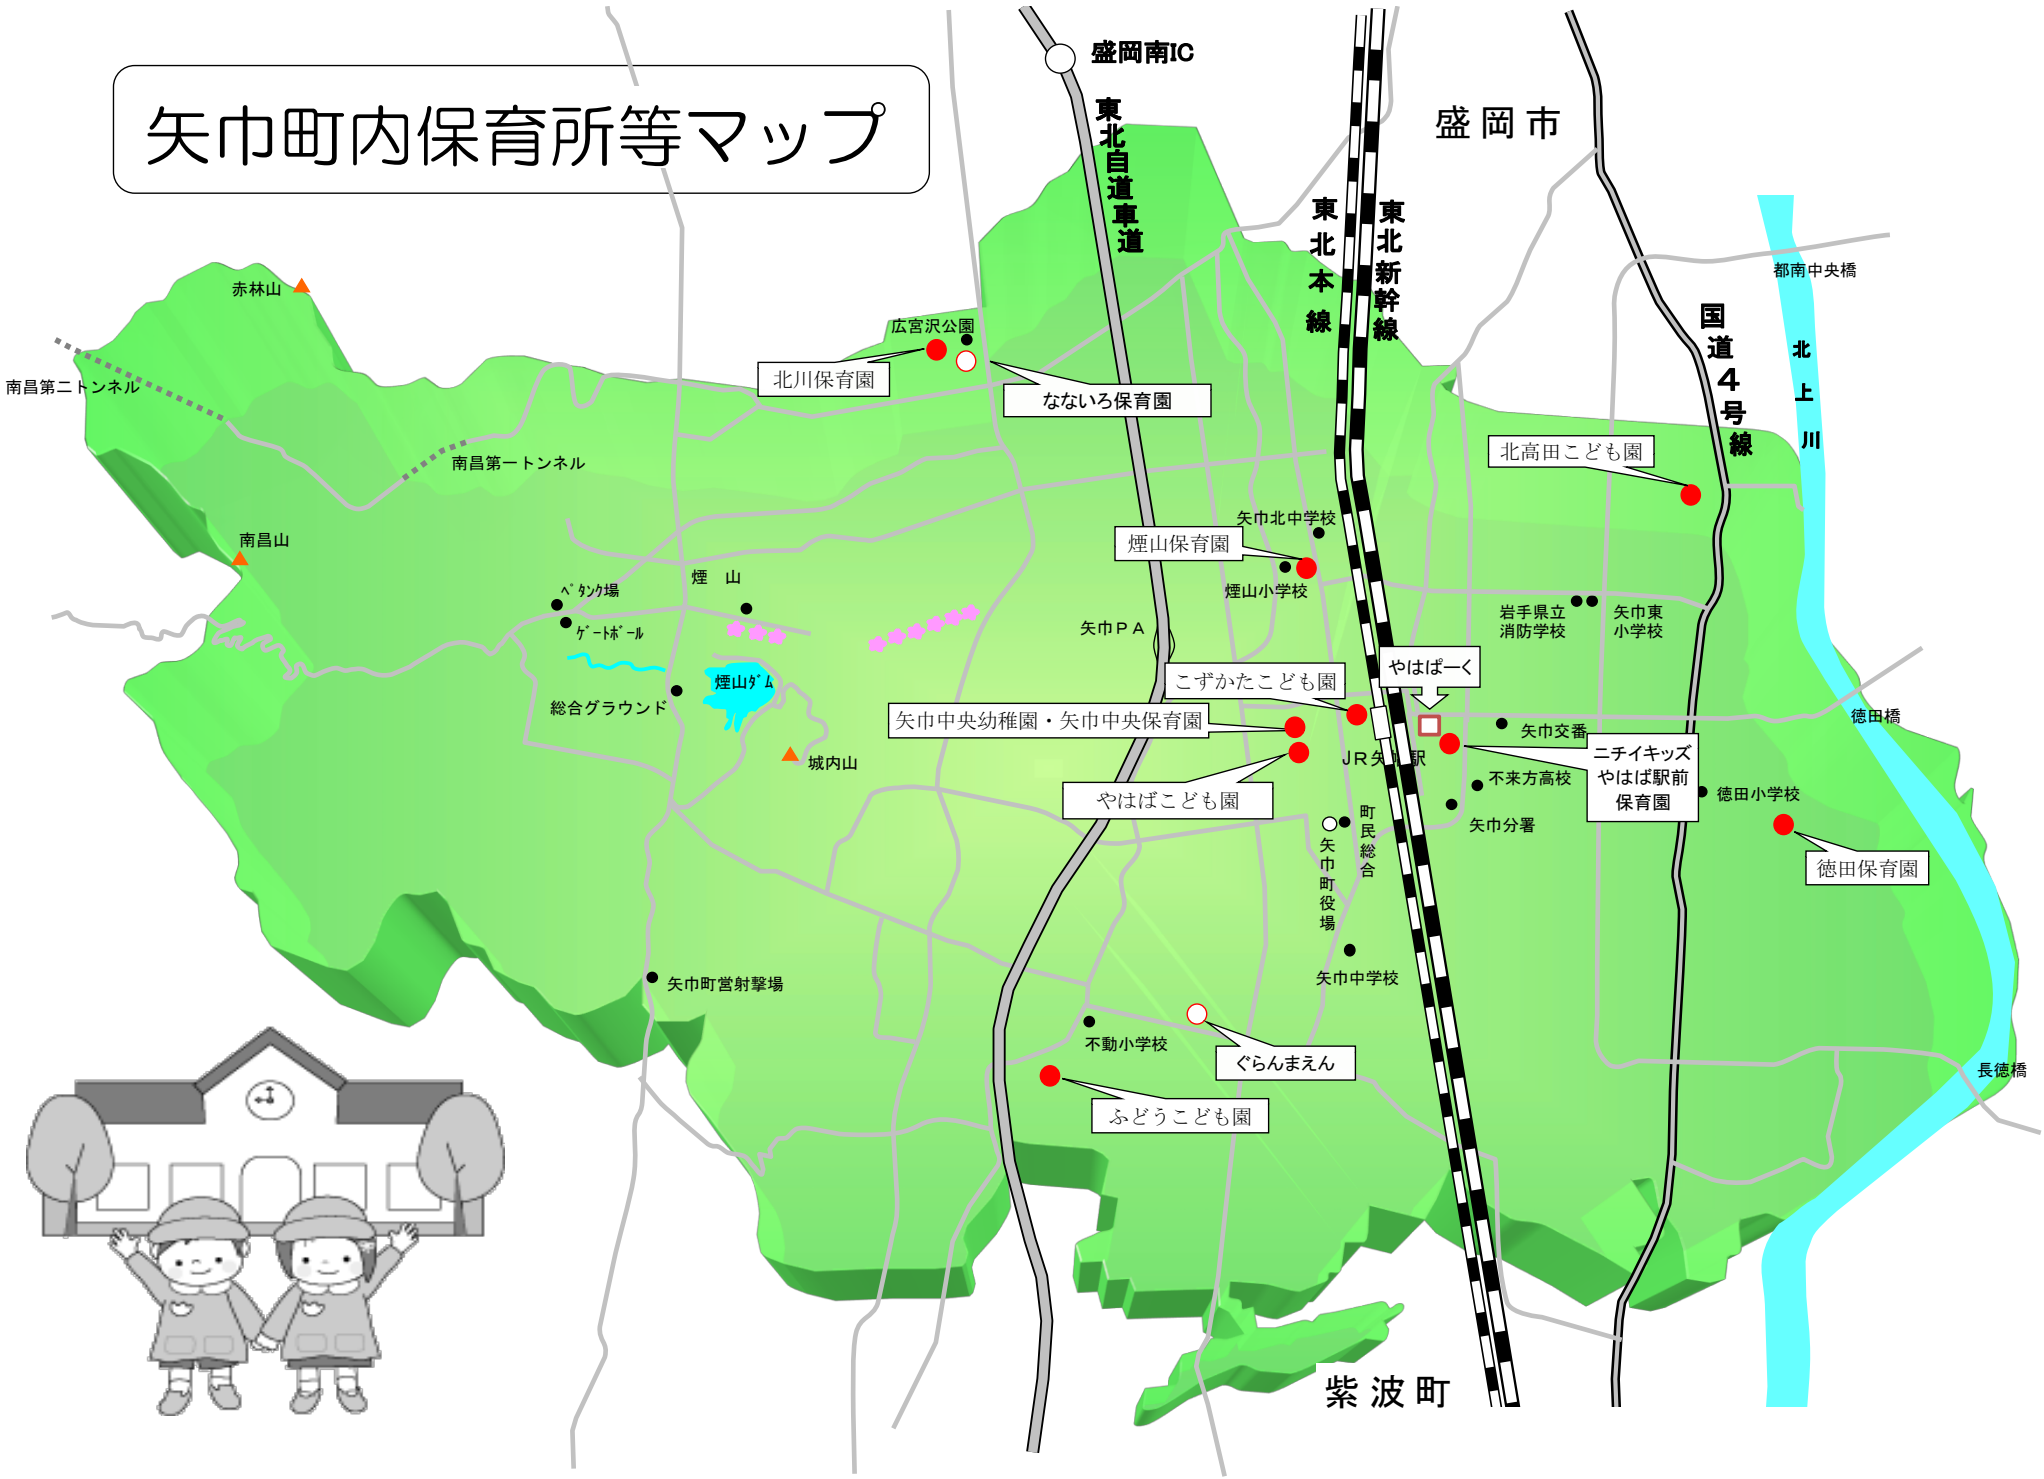 矢巾町内保育所等マップ
盛岡南IC
東北自道車道
盛岡市
東北本線
東北新幹線
都南中央橋
国道4号線
北上川
赤林山
広宮沢公園
北川保育園
なないろ保育園
南昌第二トンネル
南昌第一トンネル
北高田こども園
矢巾北中学校
煙山保育園
煙山小学校
南昌山
煙　山
ペタンク場
ゲートボール
岩手県立
消防学校
矢巾東
小学校
矢巾ＰＡ
やはぱーく
こずかたこども園
煙山ダム
総合グラウンド
矢巾中央幼稚園・矢巾中央保育園
徳田橋
矢巾交番
城内山
ＪＲ矢巾駅
ニチイキッズ
やはば駅前
保育園
不来方高校
やはばこども園
徳田小学校
矢巾分署
町民総合
矢巾町役場
徳田保育園
矢巾中学校
矢巾町営射撃場
不動小学校
ぐらんまえん
長徳橋
ふどうこども園
紫波町